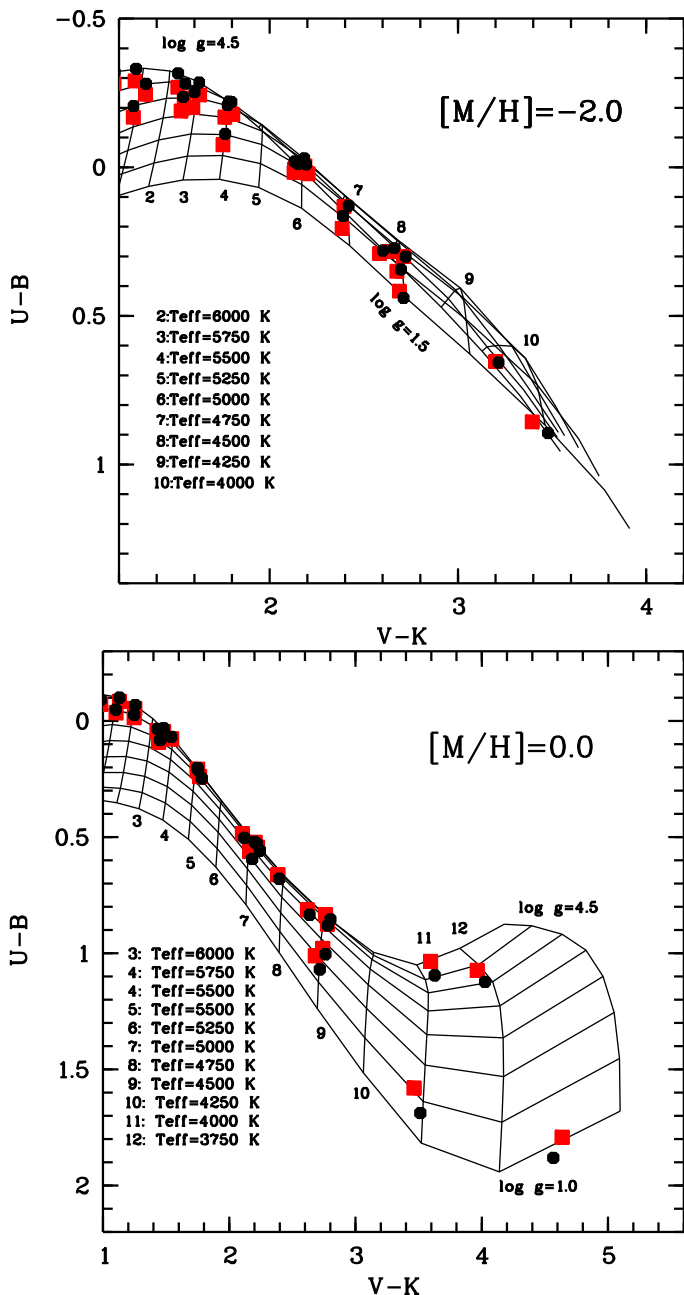 -0.5
log g=4.5
[M/H]=-2.0
0
2
3
4
5
6
7
8
9
10
log g=1.5
U-B
0.5
2:Teff=6000 K
3:Teff=5750 K
4:Teff=5500 K
5:Teff=5250 K
6:Teff=5000 K
7:Teff=4750 K
8:Teff=4500 K
9:Teff=4250 K
10:Teff=4000 K
1
2
3
4
V-K
0
[M/H]=0.0
3
4
5
6
7
8
9
10
11
12
log g=4.5
0.5
U-B
1
3: Teff=6000 K
4: Teff=5750 K
4: Teff=5500 K
5: Teff=5500 K
6: Teff=5250 K
7: Teff=5000 K
8: Teff=4750 K
9: Teff=4500 K
10: Teff=4250 K
11: Teff=4000 K
12: Teff=3750 K
1.5
log g=1.0
2
1
2
3
4
5
V-K